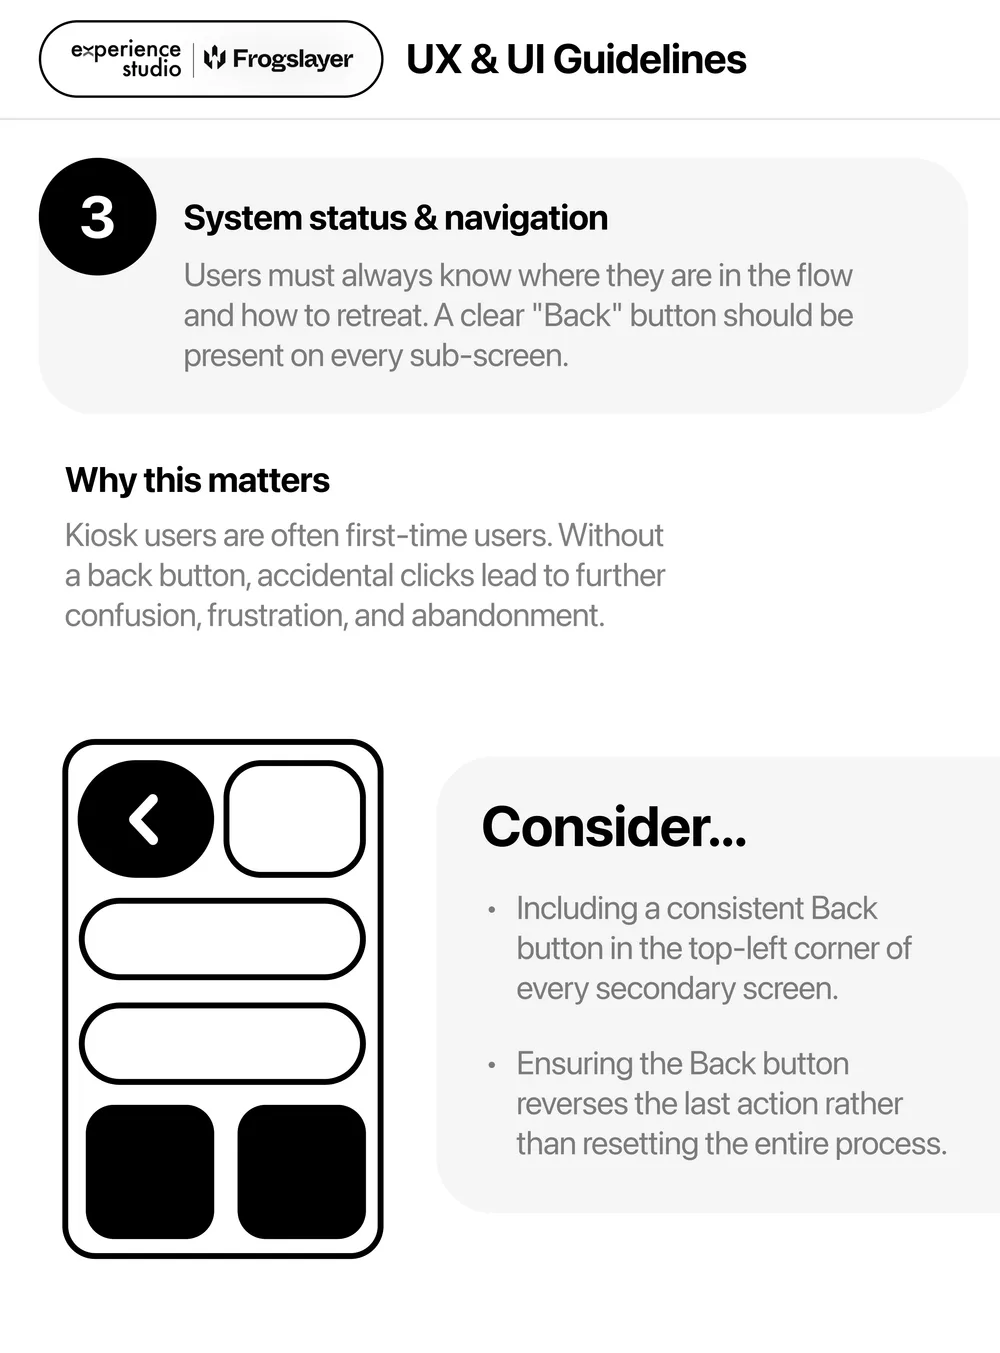 experience
studio
Frogslayer
UX & UI Guidelines
3
System status & navigation
Users must always know where they are in the flow
and how to retreat. A clear "Back" button should be
present on every sub-screen.
Why this matters
Kiosk users are often first-time users. Without
a back button, accidental clicks lead to further
confusion, frustration, and abandonment.
Consider...
• Including a consistent Back
button in the top-left corner of
every secondary screen.
• Ensuring the Back button
reverses the last action rather
than resetting the entire process.